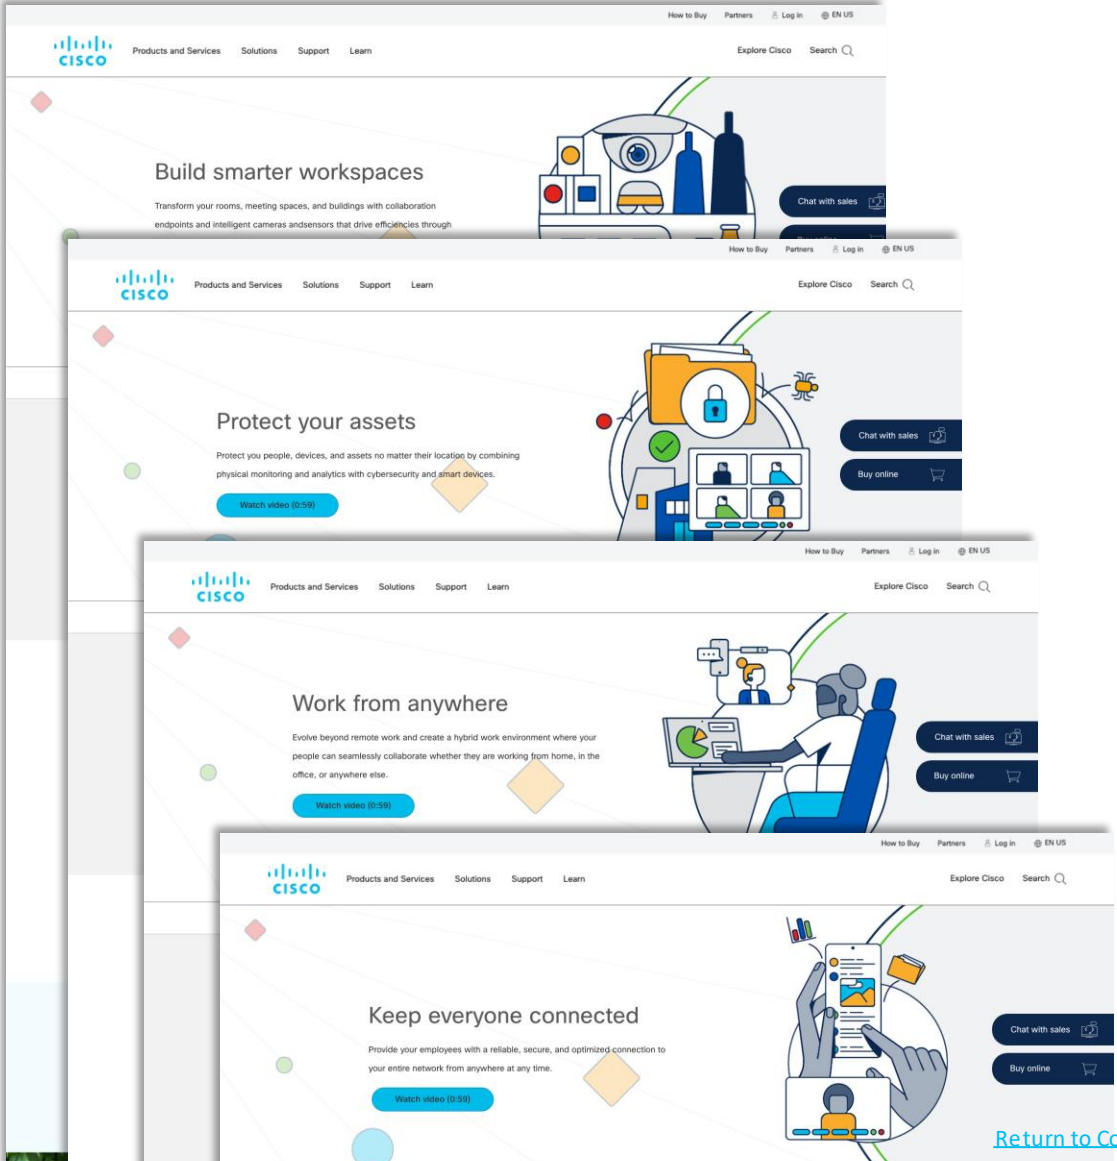 How to Buy Partners Log in EN US
CISCO Products and Services Solutions Support Learn Explore Cisco Search
Build smarter workspaces
Transform your rooms, meeting spaces, and buildings with collaboration
endpoints and intelligent cameras andsensors that drive efficiencies through
Chat with sales
How to Buy Partners Log in EN US
CISCO Products and Services Solutions Support Learn Explore Cisco Search
Protect your assets
Protect you people, devices, and assets no matter their location by combining
physical monitoring and analytics with cybersecurity and smart devices.
Watch video (0:59)
Chat with sales
Buy online
How to Buy Partners Log in EN US
CISCO Products and Services Solutions Support Learn Explore Cisco Search
Work from anywhere
Evolve beyond remote work and create a hybrid work environment where your
people can seamlessly collaborate whether they are working from home, in the
office, or anywhere else.
Watch video (0:59)
Chat with sales
Buy online
How to Buy Partners Log in EN US
CISCO Products and Services Solutions Support Learn Explore Cisco Search
Keep everyone connected
Provide your employees with a reliable, secure, and optimized connection to
your entire network from anywhere at any time.
Watch video (0:59)
Chat with sales
Buy online
Return to